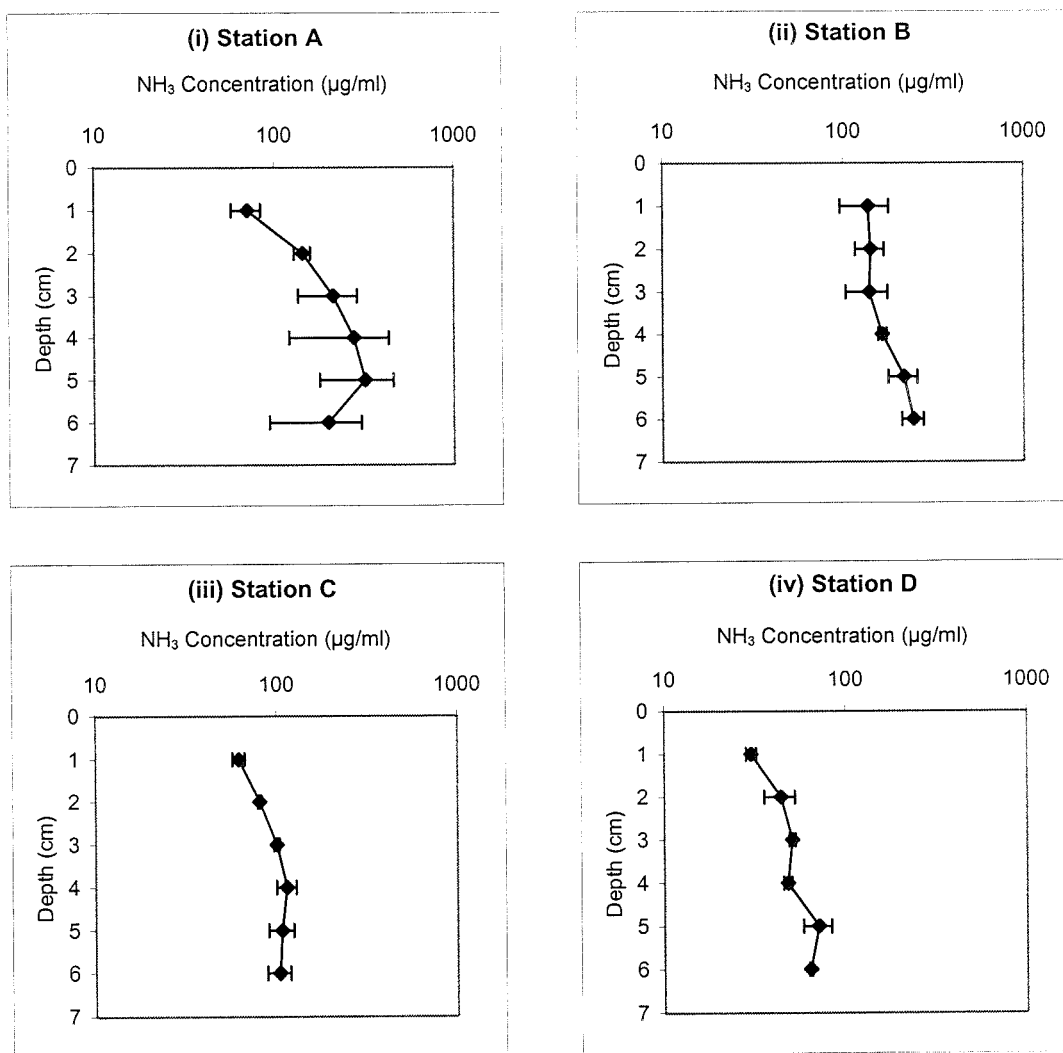 (i) Station A
NH₃ Concentration (µg/ml)
10 100 1000
0
1
2
3
4
5
6
7
Depth (cm)
(ii) Station B
NH₃ Concentration (µg/ml)
10 100 1000
0
1
2
3
4
5
6
7
Depth (cm)
(iii) Station C
NH₃ Concentration (µg/ml)
10 100 1000
0
1
2
3
4
5
6
7
Depth (cm)
(iv) Station D
NH₃ Concentration (µg/ml)
10 100 1000
0
1
2
3
4
5
6
7
Depth (cm)